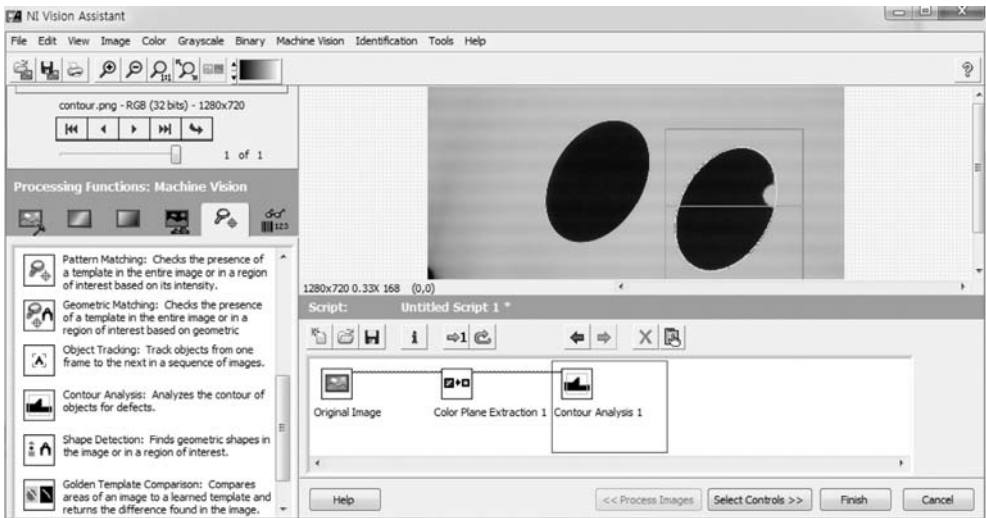 NI Vision Assistant
File Edit View Image Color Grayscale Binary Machine Vision Identification Tools Help
1:1
?
contour.png - RGB (32 bits) - 1280x720
1 of 1
Processing Functions: Machine Vision
123
Pattern Matching: Checks the presence of
a template in the entire image or in a region
of interest based on its intensity.
Geometric Matching: Checks the presence
of a template in the entire image or in a
region of interest based on geometric
Object Tracking: Track objects from one
frame to the next in a sequence of images.
Contour Analysis: Analyzes the contour of
objects for defects.
Shape Detection: Finds geometric shapes in
the image or in a region of interest.
Golden Template Comparison: Compares
areas of an image to a learned template and
returns the difference found in the image.
1280x720 0.33X 168 (0,0)
Script: Untitled Script 1 *
i 1 X
Original Image Color Plane Extraction 1 Contour Analysis 1
Help << Process Images Select Controls >> Finish Cancel